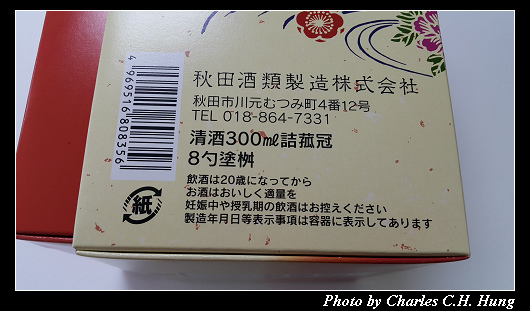 秋田酒類製造株式会社
秋田市川元むつみ町4番12号
TEL 018-864-7331
清酒300㎖詰菰冠
8勺塗桝
飲酒は20歳になってから
お酒はおいしく適量を
妊娠中や授乳期の飲酒はお控えください
製造年月日等表示事項は容器に表示してあります
4969516808356
紙
Photo by Charles C.H. Hung